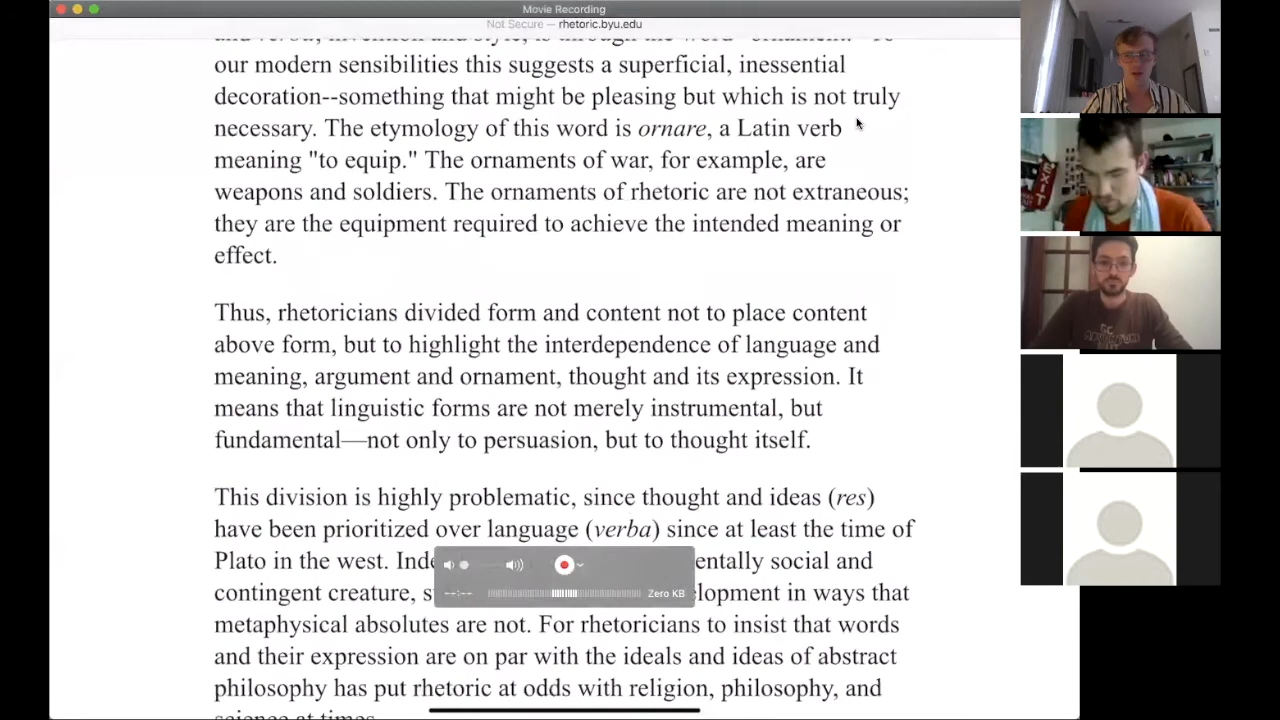 Movie Recording
Not Secure — rhetoric.byu.edu
our modern sensibilities this suggests a superficial, inessential
decoration--something that might be pleasing but which is not truly
necessary. The etymology of this word is ornare, a Latin verb
meaning "to equip." The ornaments of war, for example, are
weapons and soldiers. The ornaments of rhetoric are not extraneous;
they are the equipment required to achieve the intended meaning or
effect.
Thus, rhetoricians divided form and content not to place content
above form, but to highlight the interdependence of language and
meaning, argument and ornament, thought and its expression. It
means that linguistic forms are not merely instrumental, but
fundamental—not only to persuasion, but to thought itself.
This division is highly problematic, since thought and ideas (res)
have been prioritized over language (verba) since at least the time of
Plato in the west. Inde entally social and
contingent creature, s lopment in ways that
--:-- Zero KB
metaphysical absolutes are not. For rhetoricians to insist that words
and their expression are on par with the ideals and ideas of abstract
philosophy has put rhetoric at odds with religion, philosophy, and
science at times.
EXIT